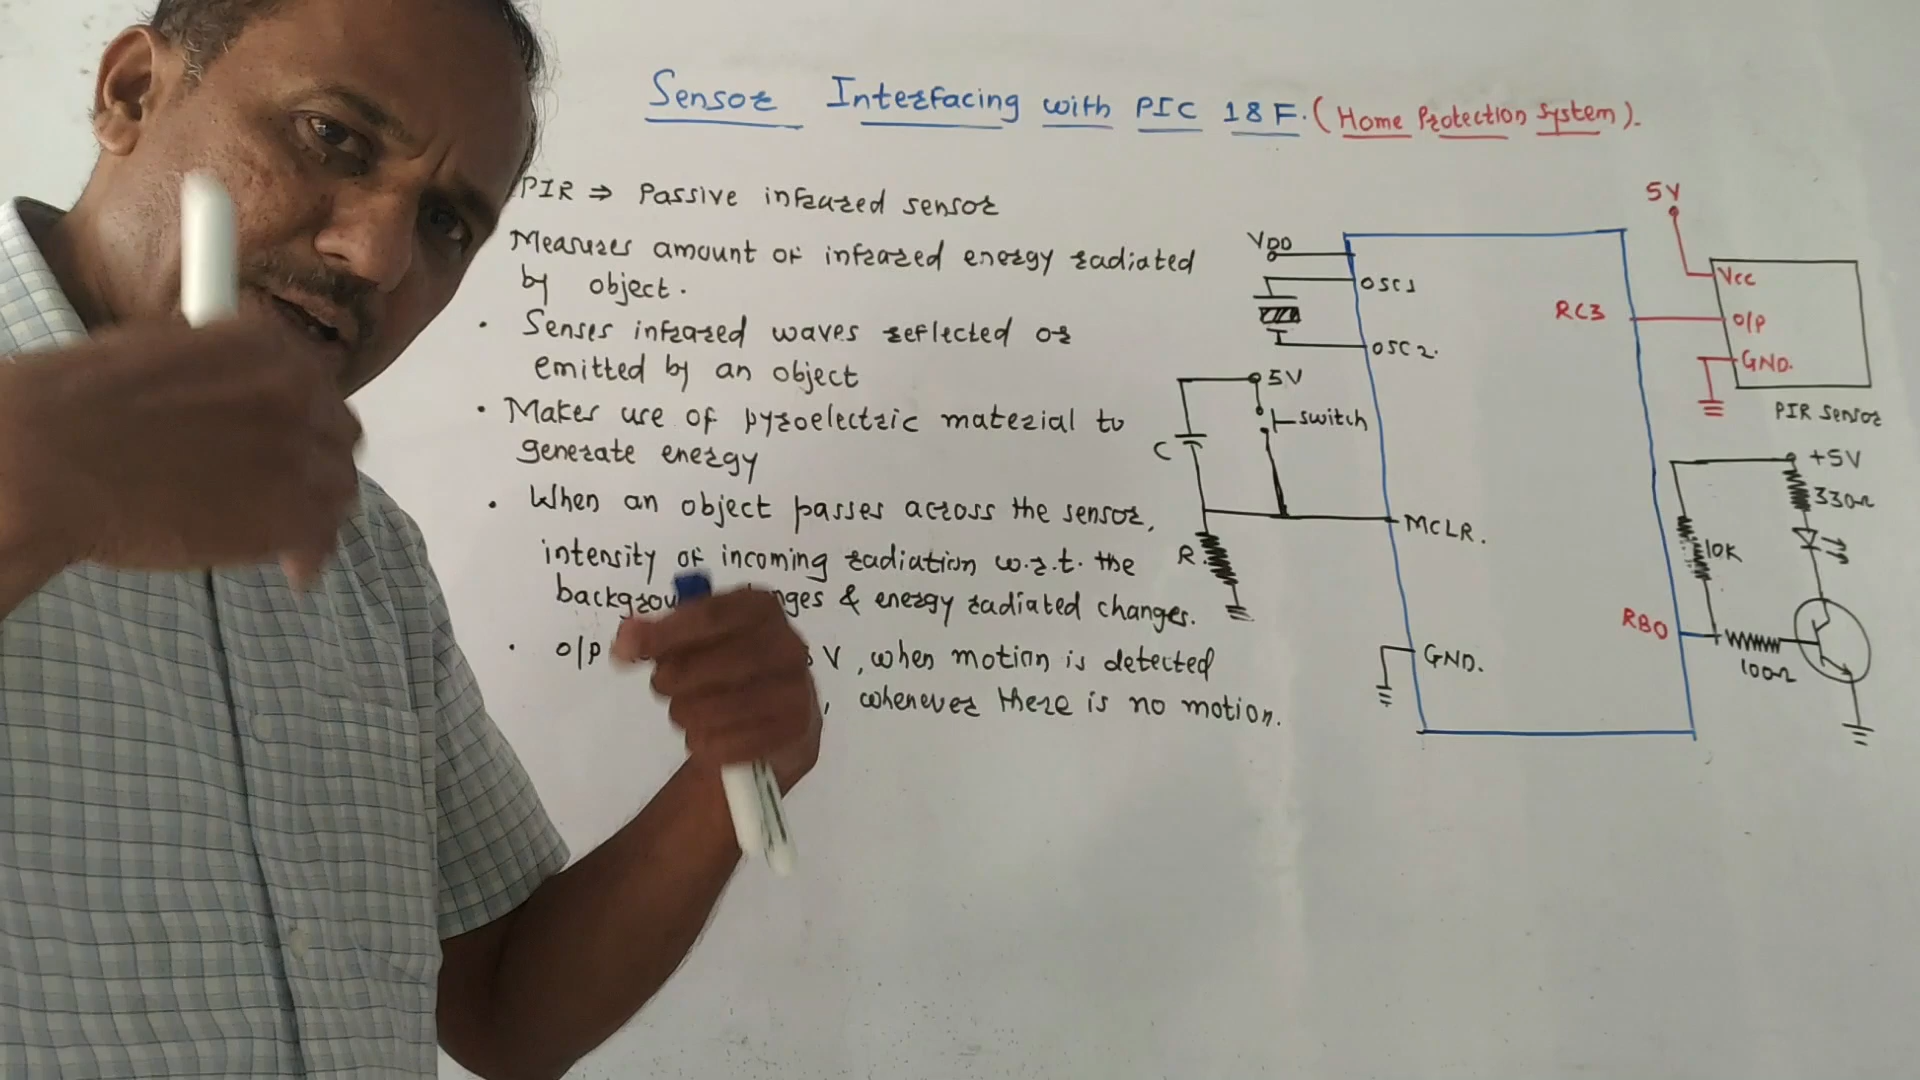 Sensor Interfacing with PIC 18F. (Home Protection System).
PIR ⇒ Passive infrared sensor
Measures amount of infrared energy radiated
by object.
• Senses infrared waves reflected or
emitted by an object
• Makes use of pyroelectric material to
generate energy
• When an object passes across the sensor,
intensity of incoming radiation w.r.t. the
& energy radiated changes.
• O/P V, when motion is detected
, whenever there is no motion.
VDD
OSC1
OSC2.
5V
switch
C
R
MCLR.
GND.
RC3
RB0
5V
Vcc
O/P
GND.
PIR Sensor
+5V
330Ω
10K
100Ω